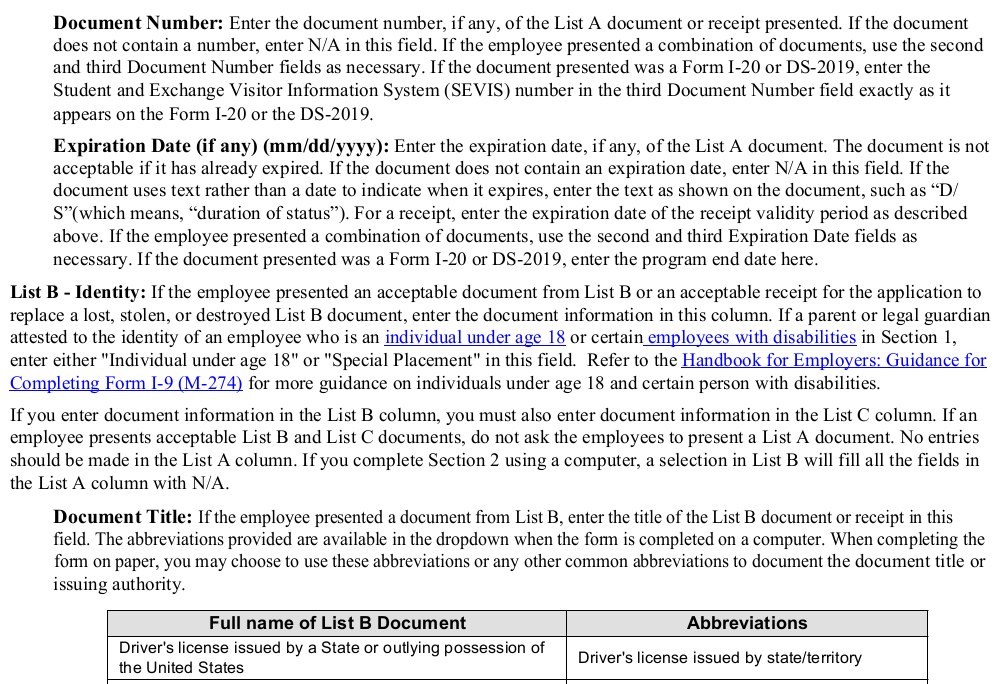 Document Number: Enter the document number, if any, of the List A document or receipt presented. If the document
does not contain a number, enter N/A in this field. If the employee presented a combination of documents, use the second
and third Document Number fields as necessary. If the document presented was a Form I-20 or DS-2019, enter the
Student and Exchange Visitor Information System (SEVIS) number in the third Document Number field exactly as it
appears on the Form I-20 or the DS-2019.
Expiration Date (if any) (mm/dd/yyyy): Enter the expiration date, if any, of the List A document. The document is not
acceptable if it has already expired. If the document does not contain an expiration date, enter N/A in this field. If the
document uses text rather than a date to indicate when it expires, enter the text as shown on the document, such as “D/
S”(which means, “duration of status”). For a receipt, enter the expiration date of the receipt validity period as described
above. If the employee presented a combination of documents, use the second and third Expiration Date fields as
necessary. If the document presented was a Form I-20 or DS-2019, enter the program end date here.
List B - Identity: If the employee presented an acceptable document from List B or an acceptable receipt for the application to
replace a lost, stolen, or destroyed List B document, enter the document information in this column. If a parent or legal guardian
attested to the identity of an employee who is an individual under age 18 or certain employees with disabilities in Section 1,
enter either "Individual under age 18" or "Special Placement" in this field. Refer to the Handbook for Employers: Guidance for
Completing Form I-9 (M-274) for more guidance on individuals under age 18 and certain person with disabilities.
If you enter document information in the List B column, you must also enter document information in the List C column. If an
employee presents acceptable List B and List C documents, do not ask the employees to present a List A document. No entries
should be made in the List A column. If you complete Section 2 using a computer, a selection in List B will fill all the fields in
the List A column with N/A.
Document Title: If the employee presented a document from List B, enter the title of the List B document or receipt in this
field. The abbreviations provided are available in the dropdown when the form is completed on a computer. When completing the
form on paper, you may choose to use these abbreviations or any other common abbreviations to document the document title or
issuing authority.
Full name of List B Document Abbreviations
Driver's license issued by a State or outlying possession of
the United States
Driver's license issued by state/territory